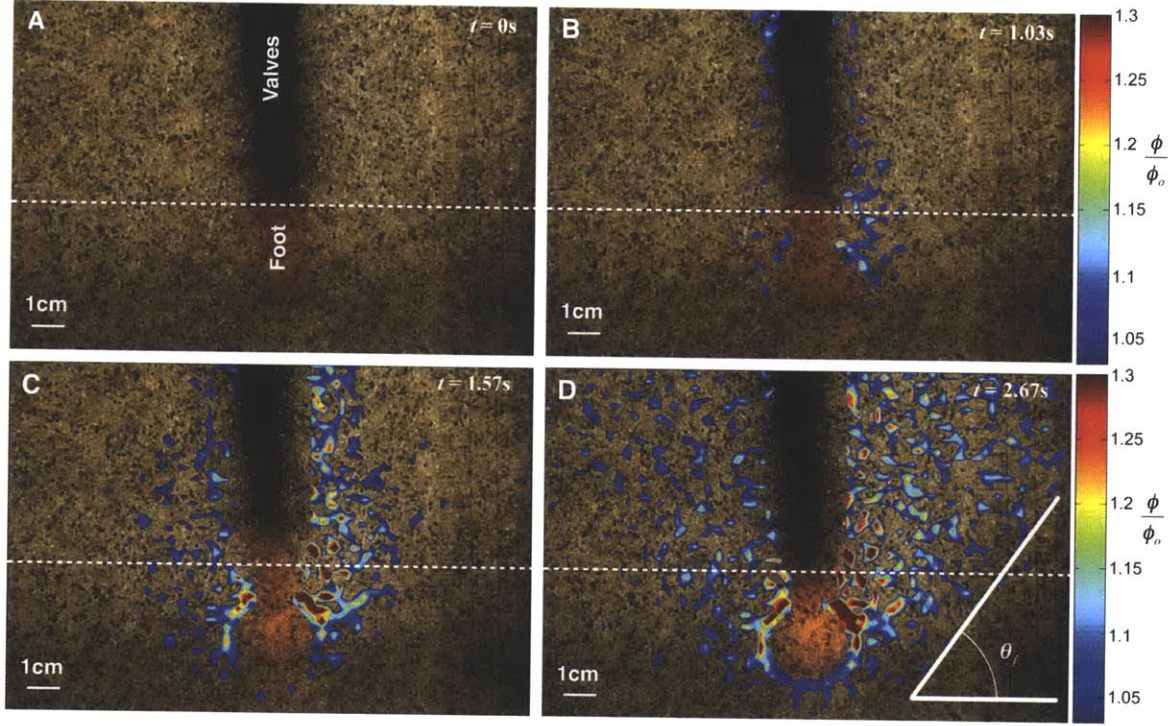 A
t = 0s
Valves
Foot
1cm
B
t = 1.03s
1cm
1.3
1.25
1.2
1.15
1.1
1.05
ϕ/ϕₒ
C
t = 1.57s
1cm
D
t = 2.67s
1cm
θf
1.3
1.25
1.2
1.15
1.1
1.05
ϕ/ϕₒ